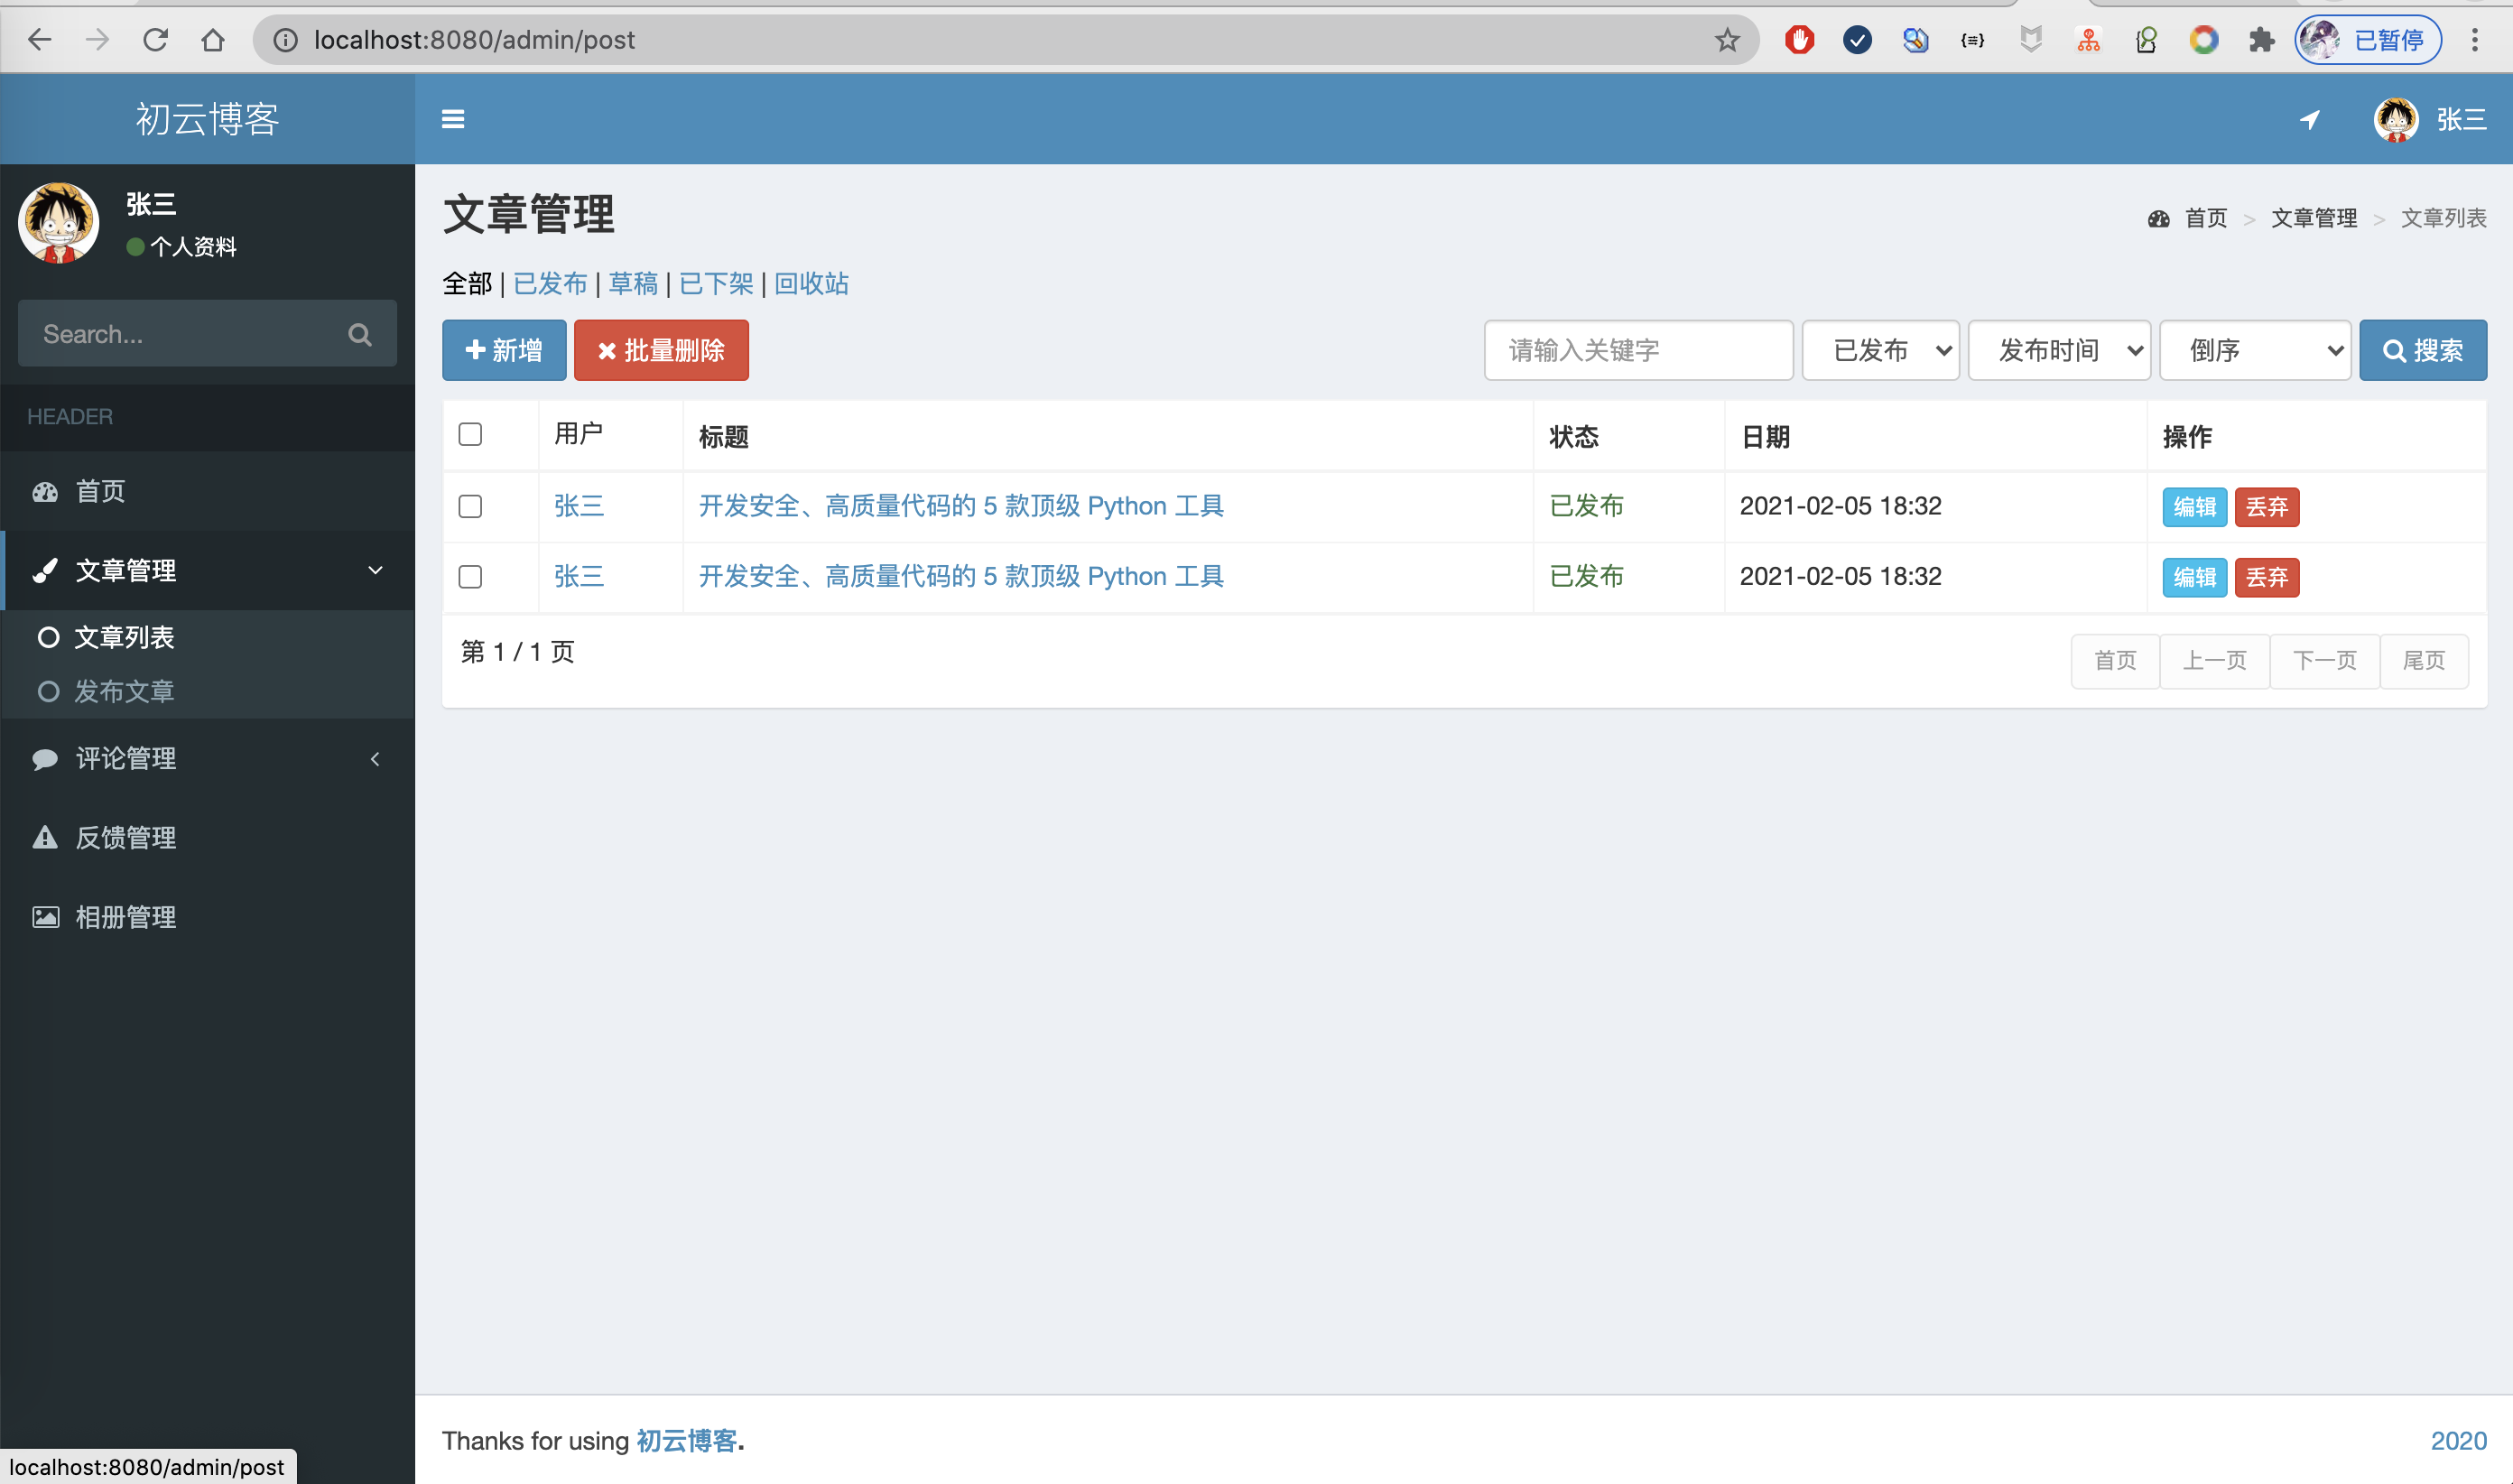 localhost:8080/admin/post
已暂停
初云博客
张三
张三
个人资料
Search...
HEADER
首页
文章管理
文章列表
发布文章
评论管理
反馈管理
相册管理
文章管理
首页 > 文章管理 > 文章列表
全部 | 已发布 | 草稿 | 已下架 | 回收站
新增 批量删除 请输入关键字 已发布 发布时间 倒序 搜索
用户 标题 状态 日期 操作
张三 开发安全、高质量代码的 5 款顶级 Python 工具 已发布 2021-02-05 18:32 编辑 丢弃
张三 开发安全、高质量代码的 5 款顶级 Python 工具 已发布 2021-02-05 18:32 编辑 丢弃
第 1 / 1 页 首页 上一页 下一页 尾页
Thanks for using 初云博客. 2020
localhost:8080/admin/post